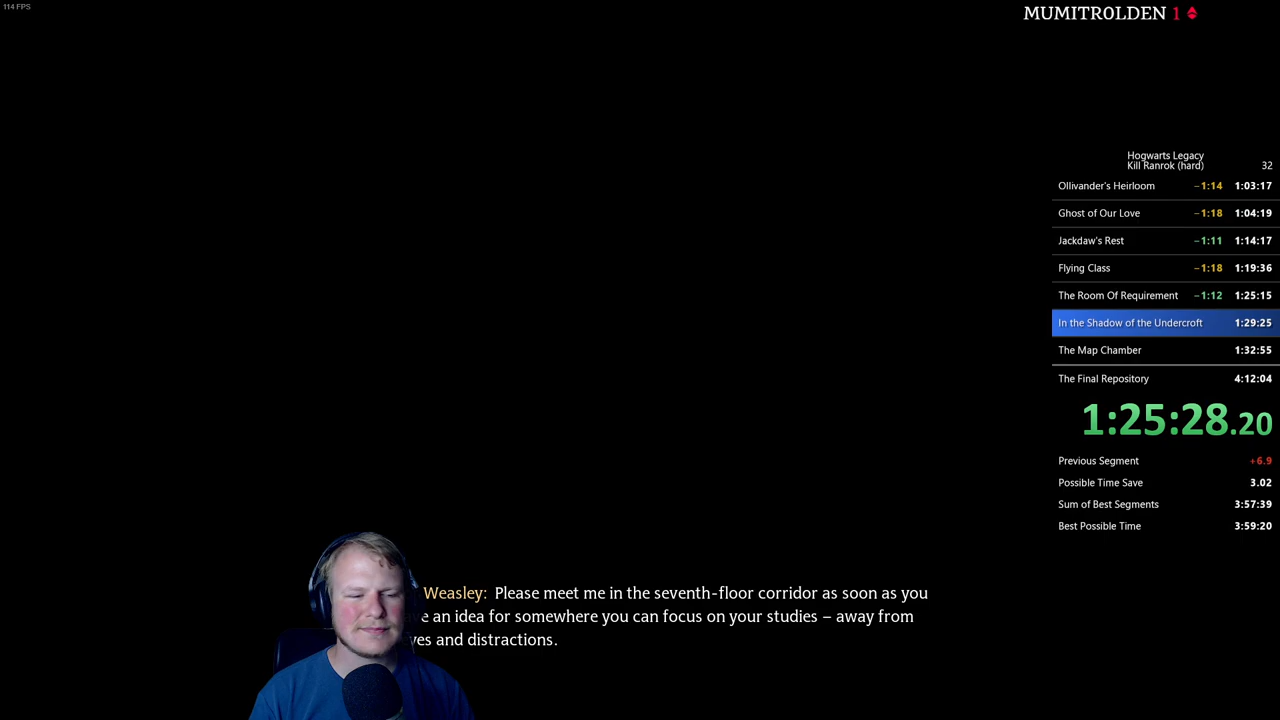 114 FPS
MUMITR0LDEN 1
Hogwarts Legacy
Kill Ranrok (hard) 32
Ollivander's Heirloom −1:14 1:03:17
Ghost of Our Love −1:18 1:04:19
Jackdaw's Rest −1:11 1:14:17
Flying Class −1:18 1:19:36
The Room Of Requirement −1:12 1:25:15
In the Shadow of the Undercroft 1:29:25
The Map Chamber 1:32:55
The Final Repository 4:12:04
1:25:28.20
Previous Segment +6.9
Possible Time Save 3.02
Sum of Best Segments 3:57:39
Best Possible Time 3:59:20
Weasley: Please meet me in the seventh-floor corridor as soon as you
an idea for somewhere you can focus on your studies – away from
and distractions.